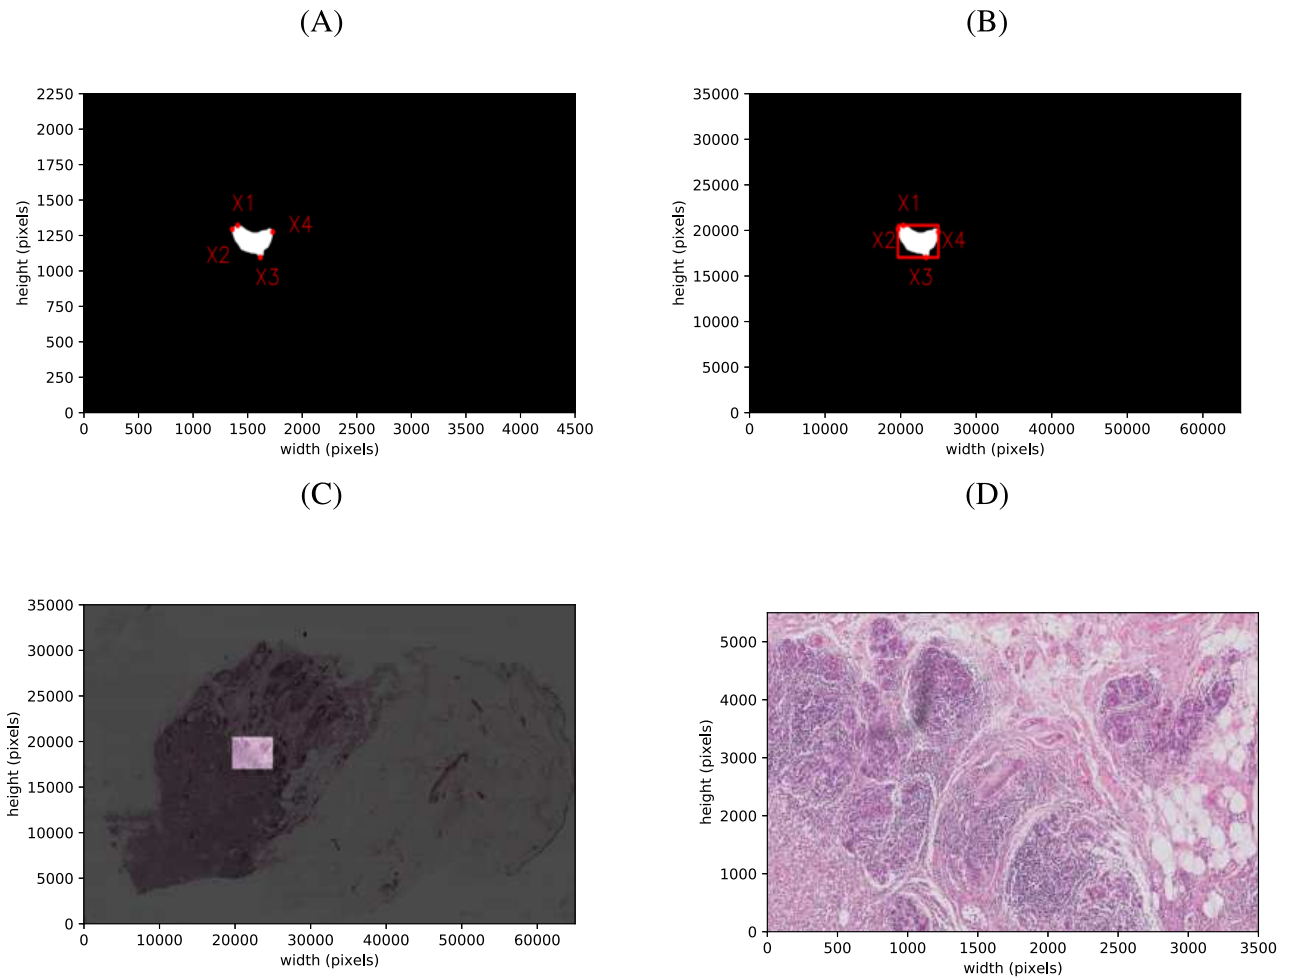 (A)
2250
2000
1750
1500
1250
1000
750
500
250
0
height (pixels)
X1
X2
X3
X4
0 500 1000 1500 2000 2500 3000 3500 4000 4500
width (pixels)
(B)
35000
30000
25000
20000
15000
10000
5000
0
height (pixels)
X1
X2
X4
X3
0 10000 20000 30000 40000 50000 60000
width (pixels)
(C)
35000
30000
25000
20000
15000
10000
5000
0
height (pixels)
0 10000 20000 30000 40000 50000 60000
width (pixels)
(D)
5000
4000
3000
2000
1000
0
height (pixels)
0 500 1000 1500 2000 2500 3000 3500
width (pixels)